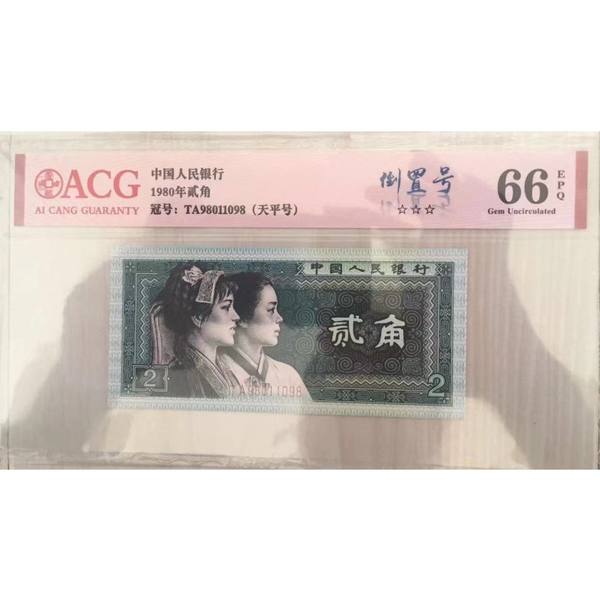 ACG
AI CANG GUARANTY
中国人民银行
1980年贰角
冠号：TA98011098（天平号）
倒置号
☆☆☆
66 EPQ
Gem Uncirculated
中国人民银行
贰角
2
2
TA98011098